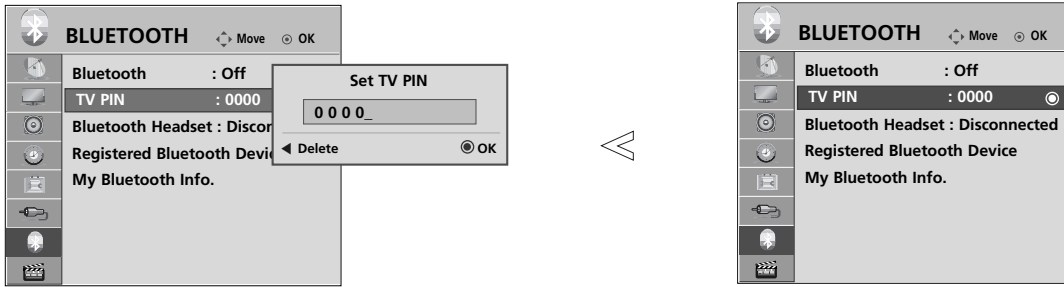 BLUETOOTH Move OK
Bluetooth : Off
TV PIN : 0000
Bluetooth Headset : Discon
Registered Bluetooth Devic
My Bluetooth Info.
Set TV PIN
0 0 0 0_
Delete OK
BLUETOOTH Move OK
Bluetooth : Off
TV PIN : 0000
Bluetooth Headset : Disconnected
Registered Bluetooth Device
My Bluetooth Info.